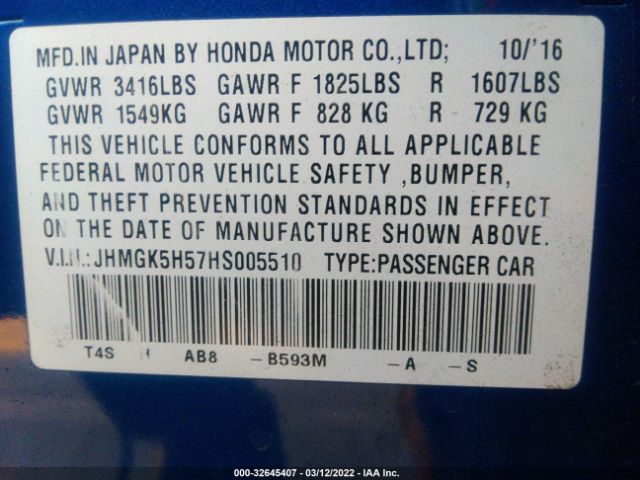 MFD.IN JAPAN BY HONDA MOTOR CO.,LTD; 10/'16
GVWR 3416LBS GAWR F 1825LBS R 1607LBS
GVWR 1549KG GAWR F 828 KG R 729 KG
THIS VEHICLE CONFORMS TO ALL APPLICABLE
FEDERAL MOTOR VEHICLE SAFETY ,BUMPER,
AND THEFT PREVENTION STANDARDS IN EFFECT
ON THE DATE OF MANUFACTURE SHOWN ABOVE.
V.I.N.:JHMGK5H57HS005510 TYPE:PASSENGER CAR
T4S H AB8 -B593M -A -S
000-32645407 - 03/12/2022 - IAA Inc.